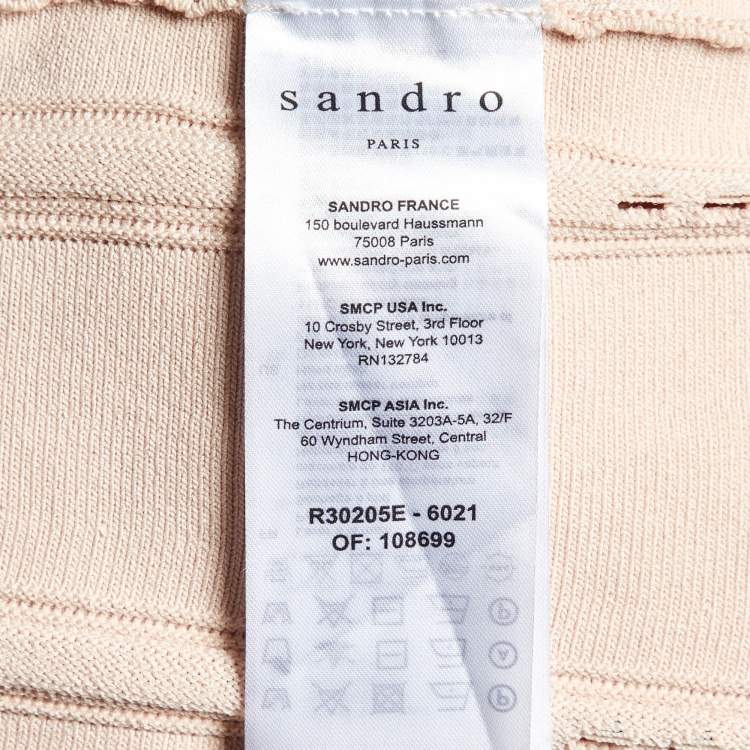 sandro
PARIS
SANDRO FRANCE
150 boulevard Haussmann
75008 Paris
www.sandro-paris.com
SMCP USA Inc.
10 Crosby Street, 3rd Floor
New York, New York 10013
RN132784
SMCP ASIA Inc.
The Centrium, Suite 3203A-5A, 32/F
60 Wyndham Street, Central
HONG-KONG
R30205E - 6021
OF: 108699